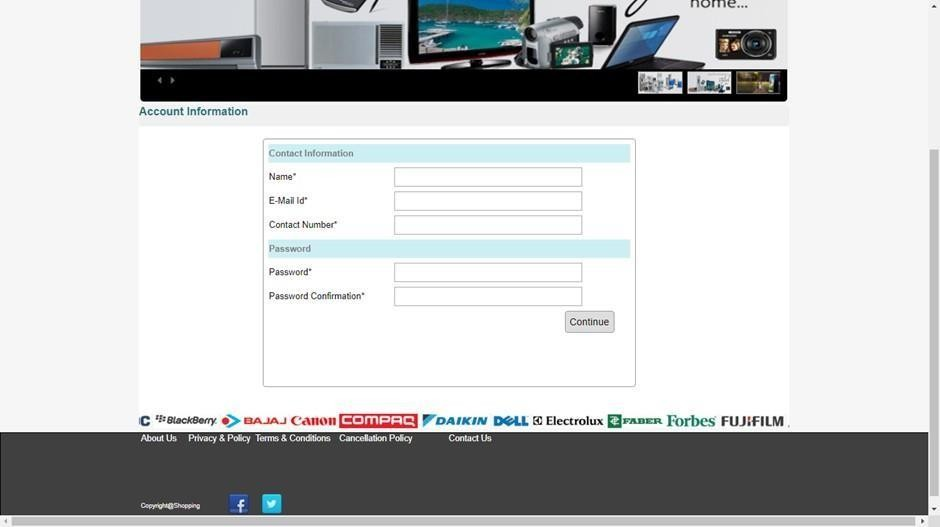 home...
Account Information
Contact Information
Name*
E-Mail Id*
Contact Number*
Password
Password*
Password Confirmation*
Continue
C BlackBerry BAJAJ Canon COMPAQ DAIKIN DELL Electrolux FABER Forbes FUJIFILM
About Us Privacy & Policy Terms & Conditions Cancellation Policy Contact Us
Copyright@Shopping